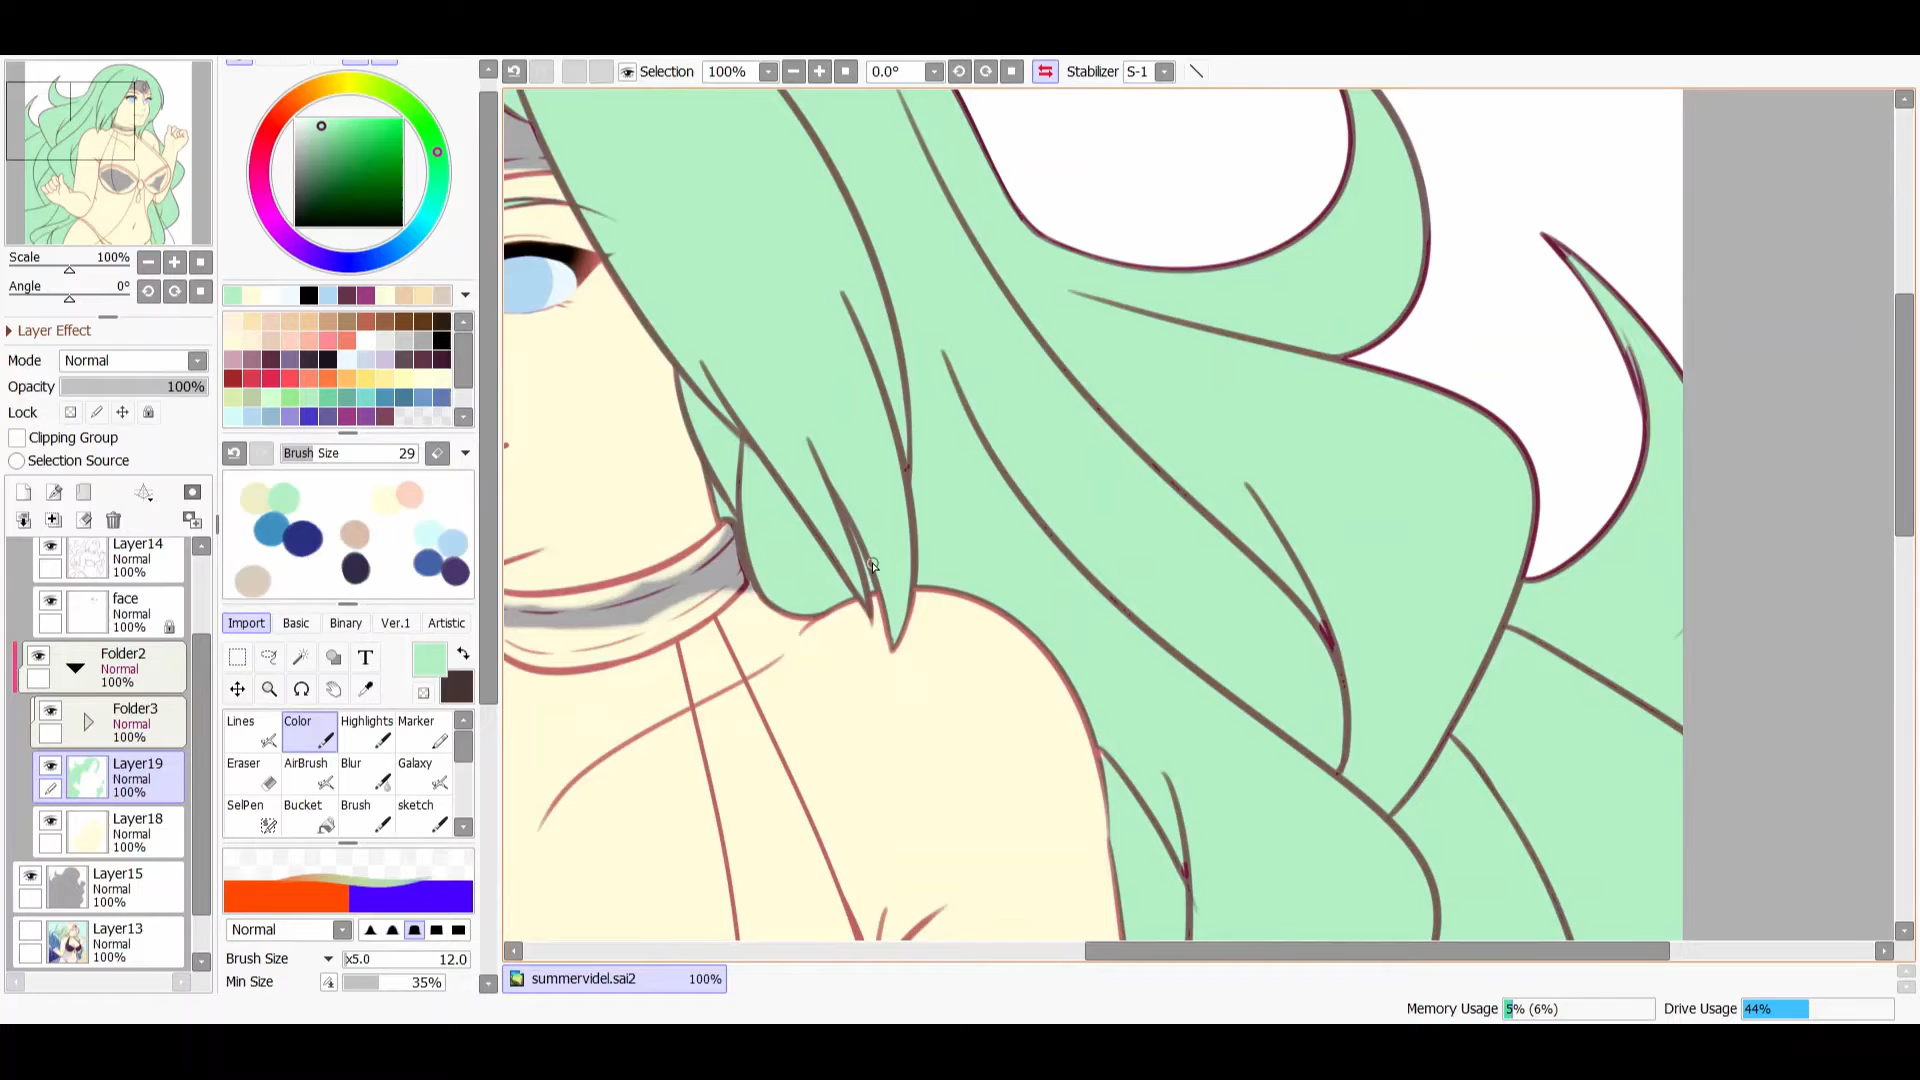 Selection 100% 0.0° Stabilizer S-1
Scale 100%
Angle 0°
Layer Effect
Mode Normal
Opacity 100%
Lock
Clipping Group
Selection Source
Layer14
Normal
100%
face
Normal
100%
Folder2
Normal
100%
Folder3
Normal
100%
Layer19
Normal
100%
Layer18
Normal
100%
Layer15
Normal
100%
Layer13
Normal
100%
Brush Size 29
Import Basic Binary Ver.1 Artistic
T
Lines Color Highlights Marker
Eraser AirBrush Blur Galaxy
SelPen Bucket Brush sketch
Normal
Brush Size x5.0 12.0
Min Size 35%
summervidel.sai2 100%
Memory Usage 5% (6%) Drive Usage 44%